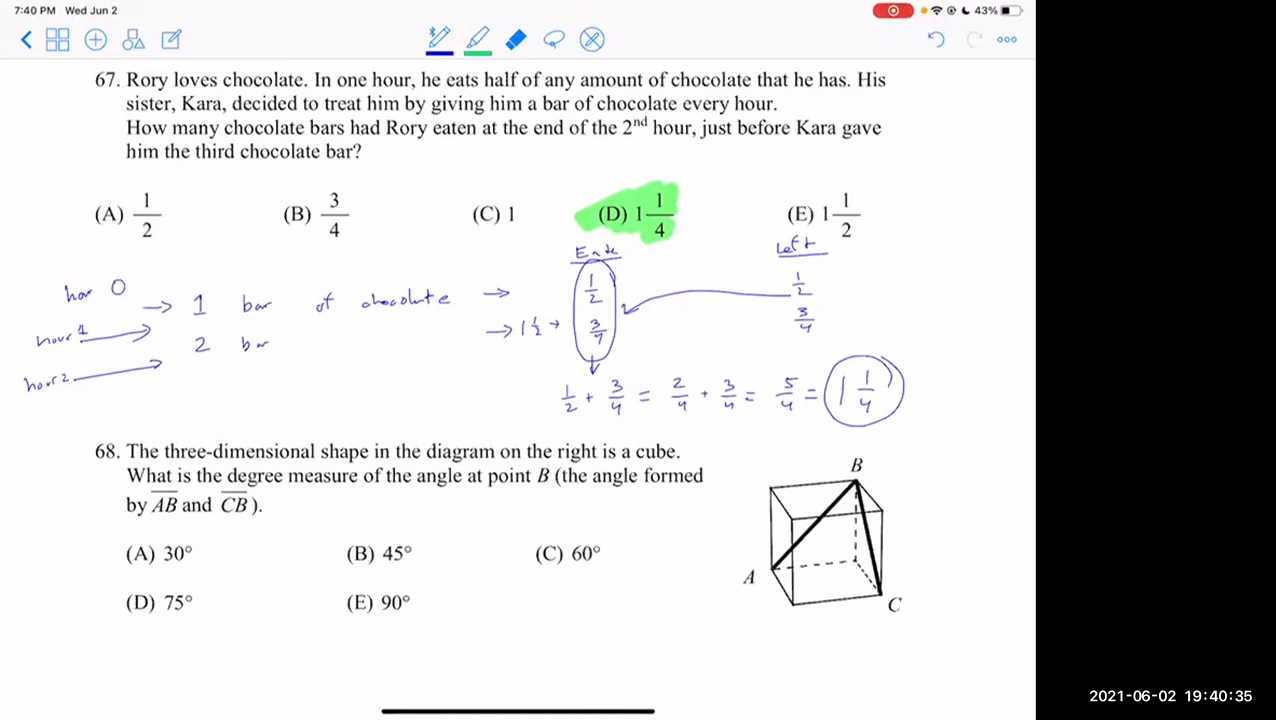 7:40 PM Wed Jun 2
43%
67. Rory loves chocolate. In one hour, he eats half of any amount of chocolate that he has. His
sister, Kara, decided to treat him by giving him a bar of chocolate every hour.
How many chocolate bars had Rory eaten at the end of the 2nd hour, just before Kara gave
him the third chocolate bar?
(A) 1/2 (B) 3/4 (C) 1 (D) 1 1/4 (E) 1 1/2
Left
hour 0 → 1 bar of chocolate → 1/2 1/2
hour 1 → 2 bar → 1 1/2 → 3/4 3/4
hour 2 →
1/2 + 3/4 = 2/4 + 3/4 = 5/4 = 1 1/4
68. The three-dimensional shape in the diagram on the right is a cube.
What is the degree measure of the angle at point B (the angle formed
by AB and CB).
(A) 30° (B) 45° (C) 60°
(D) 75° (E) 90°
B
A
C
2021-06-02 19:40:35